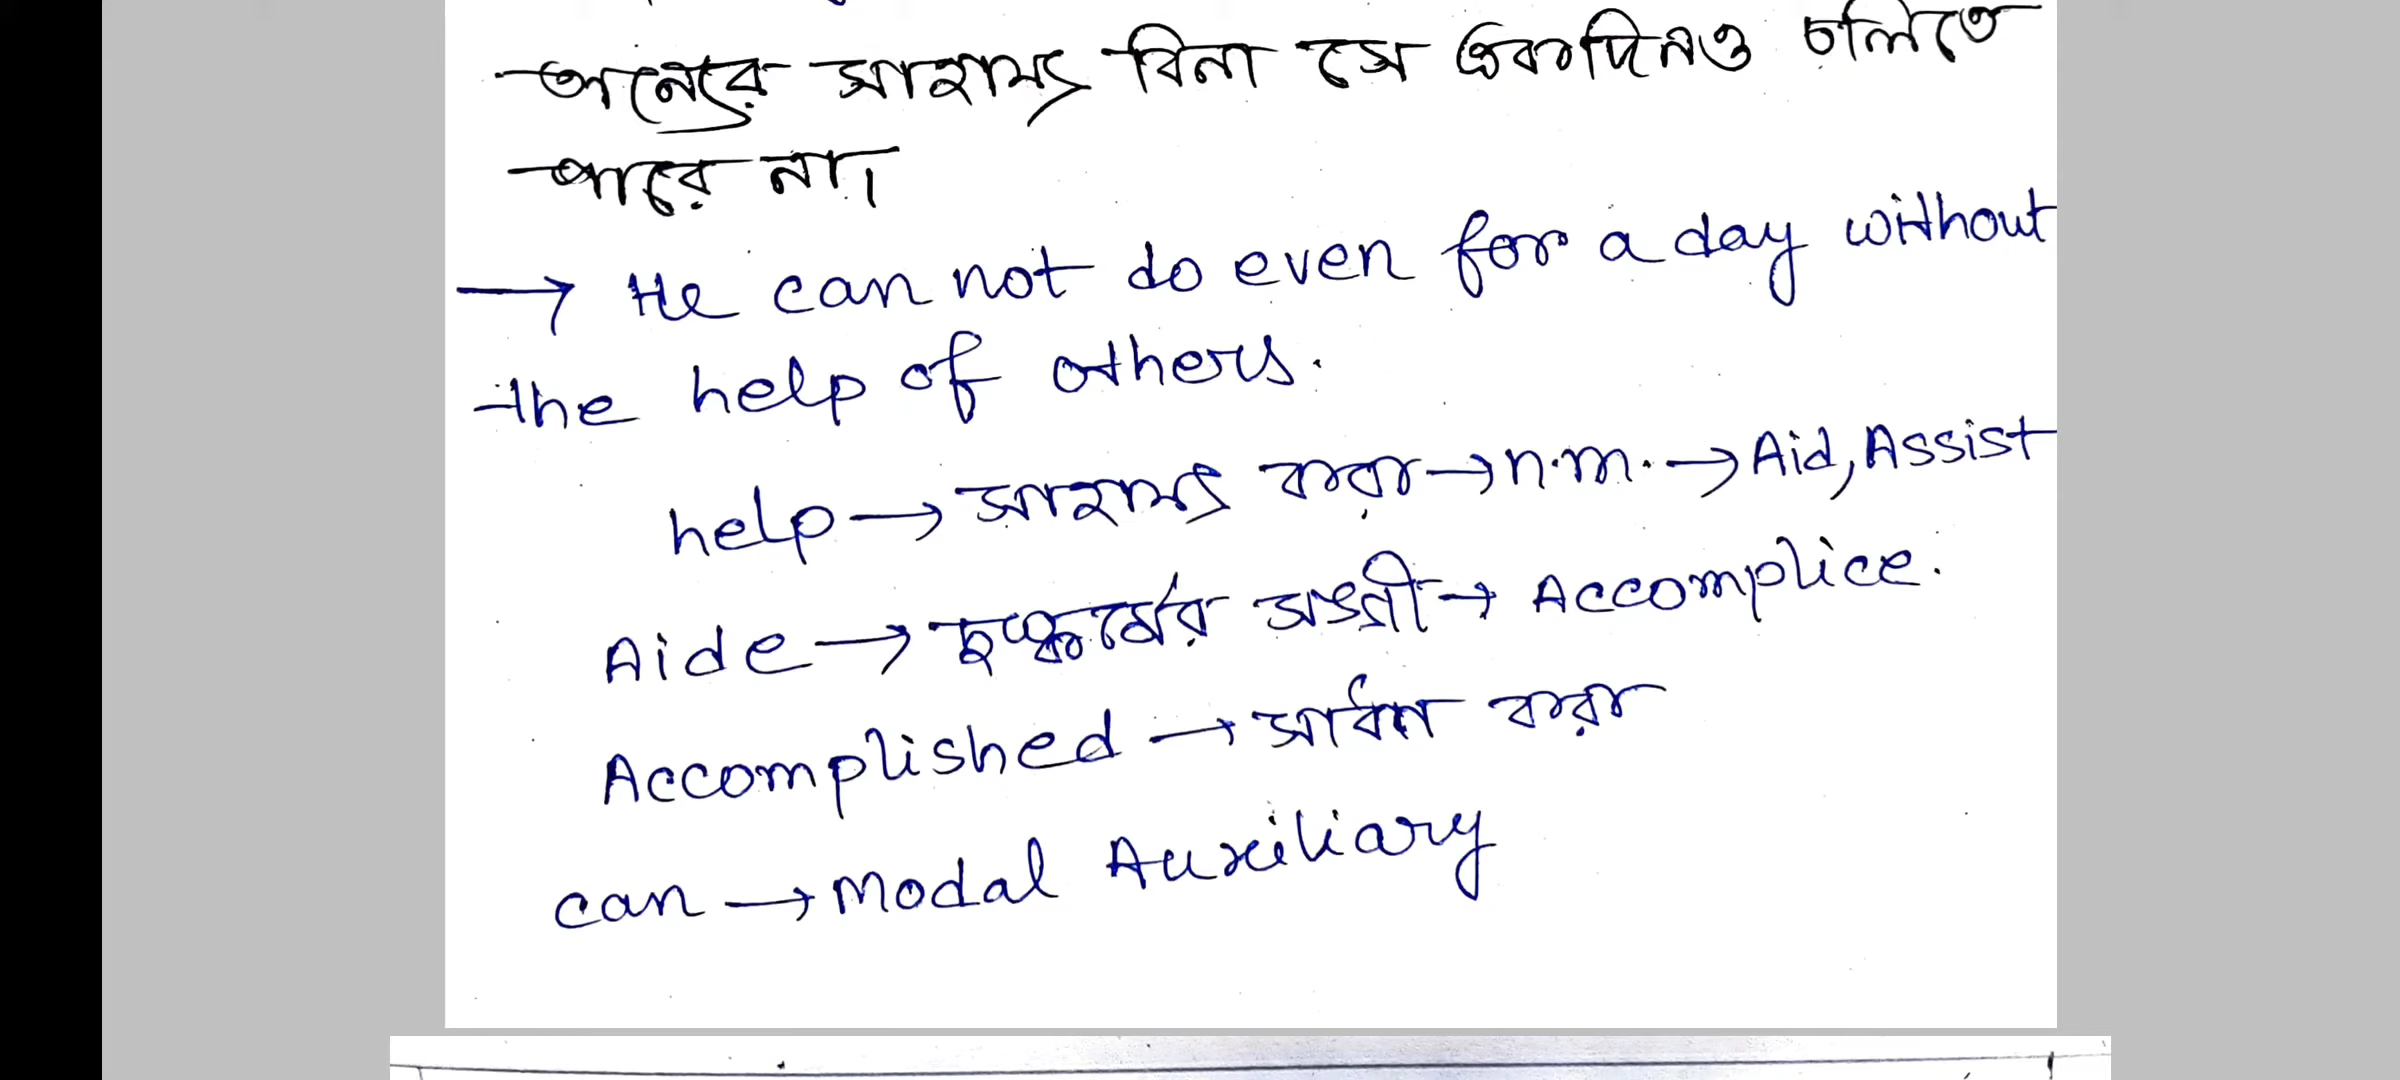 অন্যের সাহায্য বিনা সে একদিনও চলিতে
পারে না।
→ He can not do even for a day without
the help of others.
help → সাহায্য করা → n.m. → Aid, Assist
Aide → দুষ্কর্মের সঙ্গী → Accomplice.
Accomplished → সাধন করা
can → Modal Auxiliary